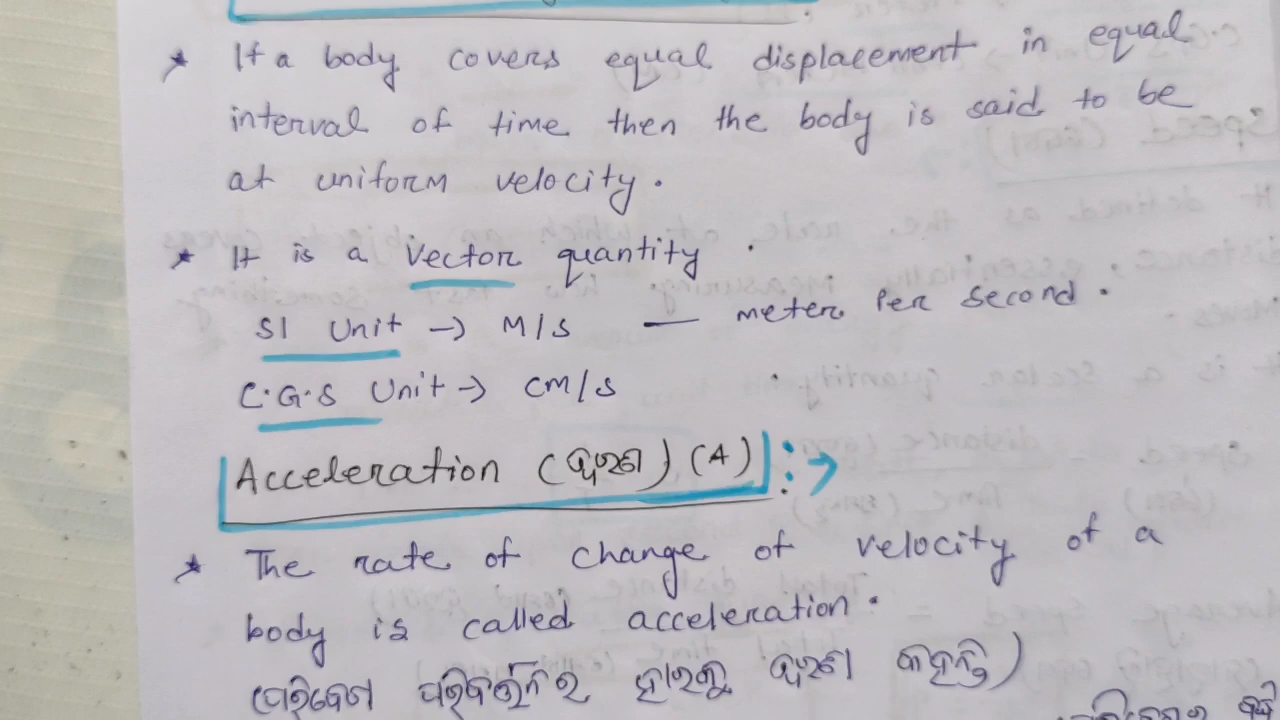 * If a body covers equal displacement in equal
interval of time then the body is said to be
at uniform velocity.
* It is a vector quantity.
SI Unit → M/S — meter per second.
C.G.S Unit → CM/S
Acceleration (ତ୍ୱରଣ) (A) :→
* The rate of change of velocity of a
body is called acceleration.
(ପରିବେଗ ପରିବର୍ତ୍ତନର ହାରକୁ ତ୍ୱରଣ କହନ୍ତି)